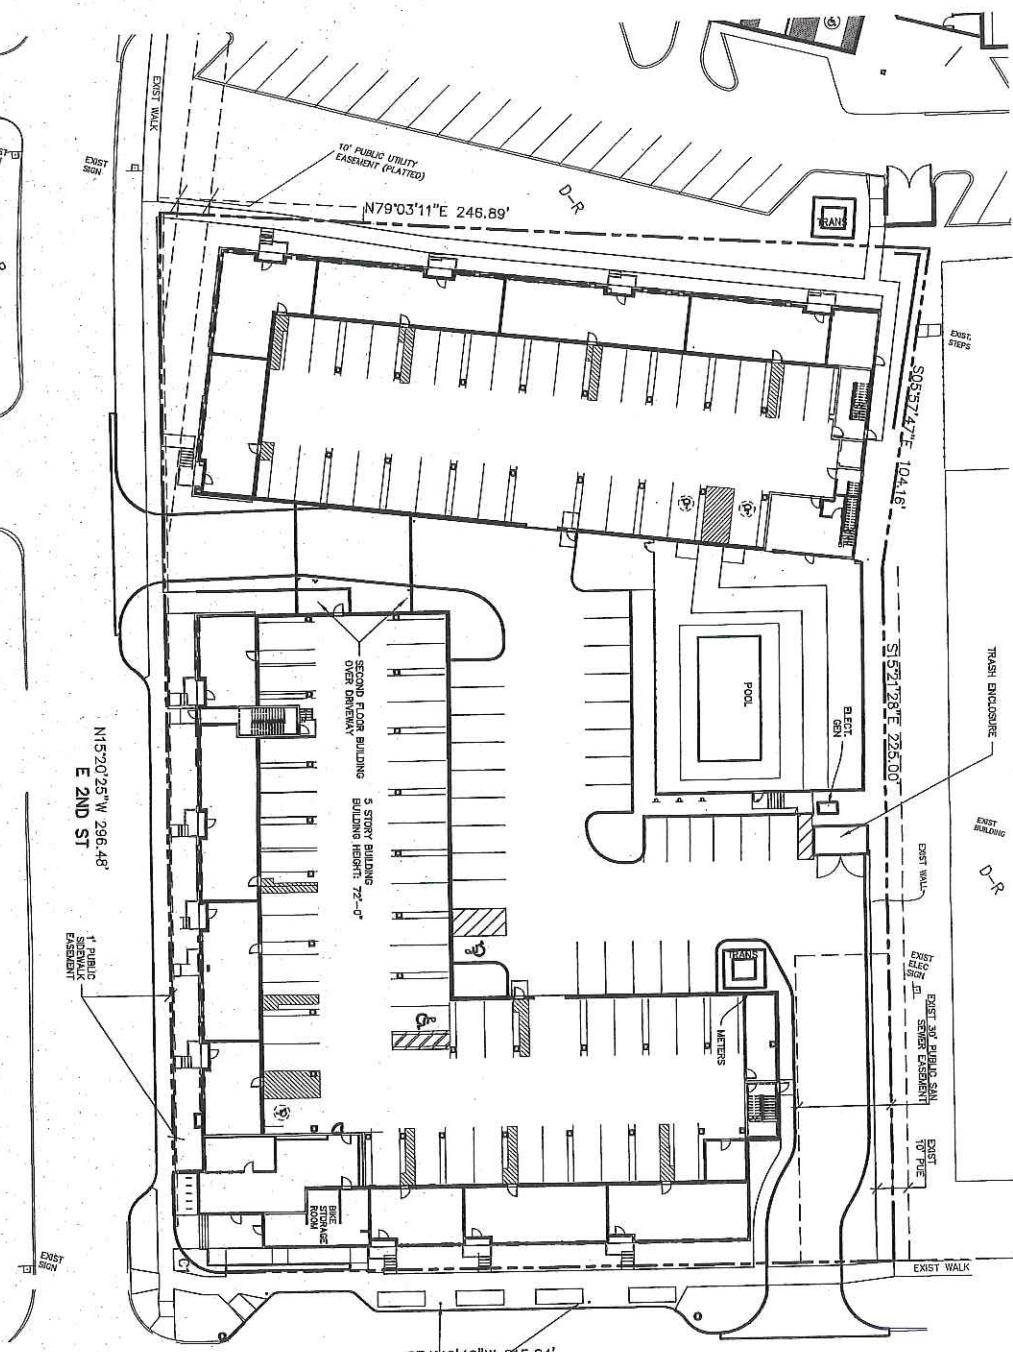 EXIST WALK
EXIST
SIGN
10' PUBLIC UTILITY
EASEMENT (PLATTED)
D-R
N79°03'11"E 246.89'
TRANS
EXIST.
STEPS
S05°57'47"E 104.16'
S15°21'28"E 225.00'
TRASH ENCLOSURE
POOL
ELECT.
GEN
EXIST
BUILDING
D-R
SECOND FLOOR BUILDING
OVER DRIVEWAY
5 STORY BUILDING
BUILDING HEIGHT: 72'-0"
N15°20'25"W 296.48'
E 2ND ST
EXIST WALL
1' PUBLIC
SIDEWALK
EASEMENT
TRANS
METERS
EXIST
ELEC
SIGN
EXIST 30' PUBLIC SAN
SEWER EASEMENT
EXIST
10' PUE
BIKE
STORAGE
ROOM
EXIST
SIGN
EXIST WALK